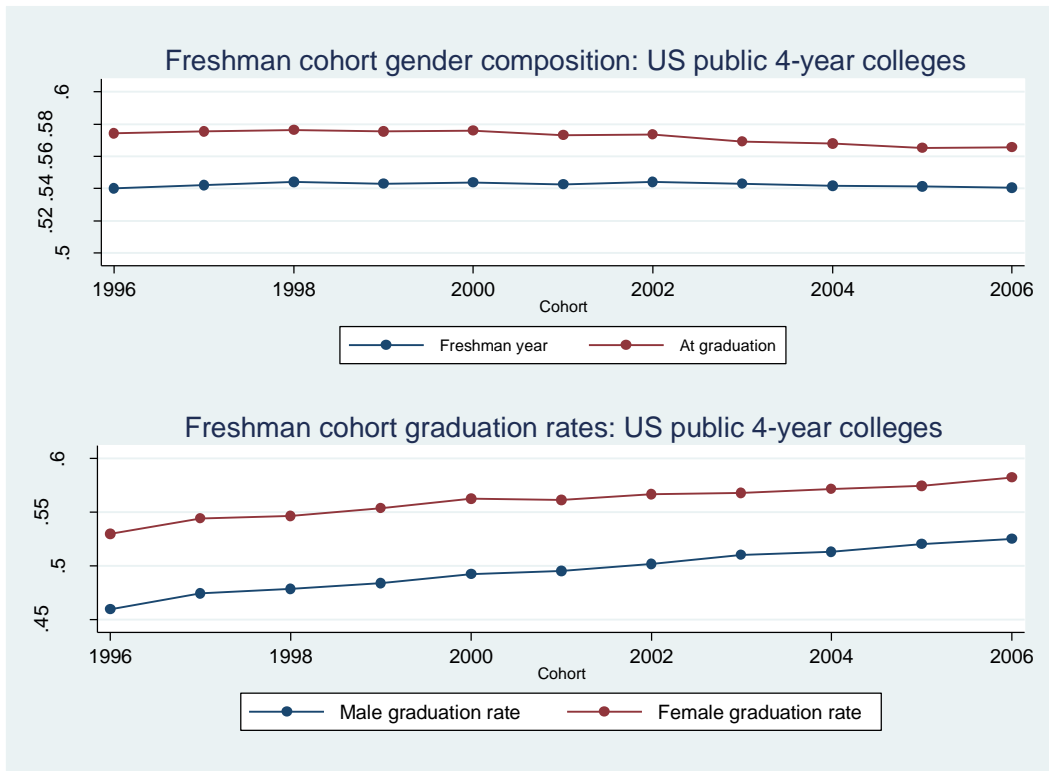 Freshman cohort gender composition: US public 4-year colleges
.6
.58
.56
.54
.52
.5
1996 1998 2000 2002 2004 2006
Cohort
Freshman year At graduation
Freshman cohort graduation rates: US public 4-year colleges
.6
.55
.5
.45
1996 1998 2000 2002 2004 2006
Cohort
Male graduation rate Female graduation rate